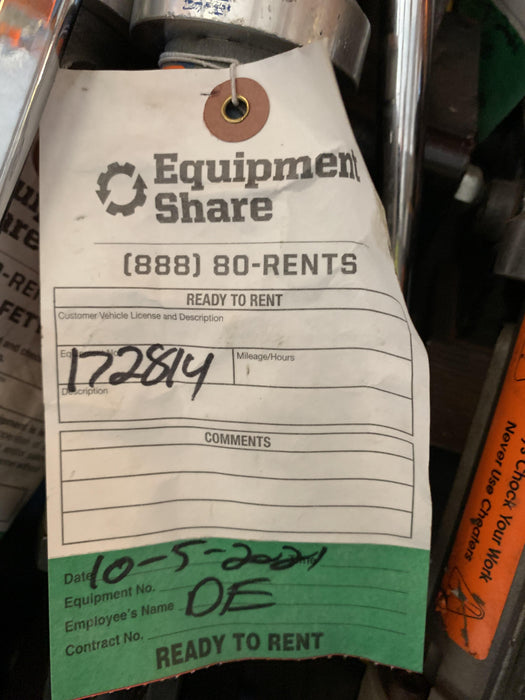 Equipment
Share
(888) 80-RENTS
READY TO RENT
Customer Vehicle License and Description
172814
Mileage/Hours
Description
COMMENTS
Date 10-5-2021
Equipment No.
Employee's Name DE
Contract No.
READY TO RENT
Chock Your Work
Never Use Cheaters